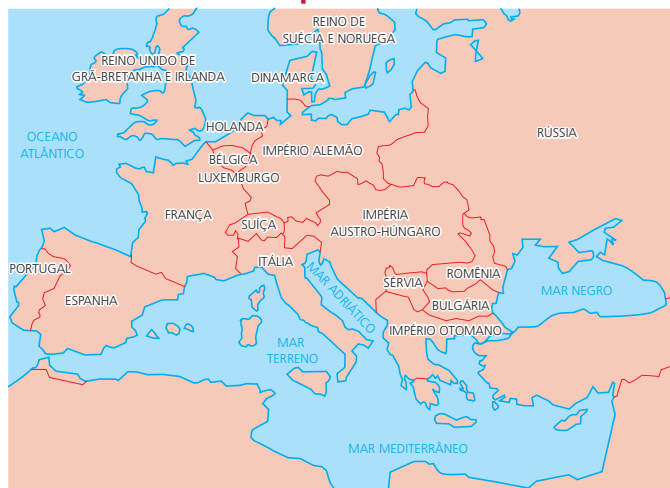 REINO DE
SUÉCIA E NORUEGA
REINO UNIDO DE
GRÃ-BRETANHA E IRLANDA
DINAMARCA
OCEANO
ATLÂNTICO
HOLANDA
RÚSSIA
BÉLGICA
IMPÉRIO ALEMÃO
LUXEMBURGO
FRANÇA
SUÍÇA
IMPÉRIA
AUSTRO-HÚNGARO
ITÁLIA
PORTUGAL
ESPANHA
MAR ADRIÁTICO
SÉRVIA
ROMÊNIA
BULGÁRIA
MAR NEGRO
IMPÉRIO OTOMANO
MAR
TERRENO
MAR MEDITERRÂNEO